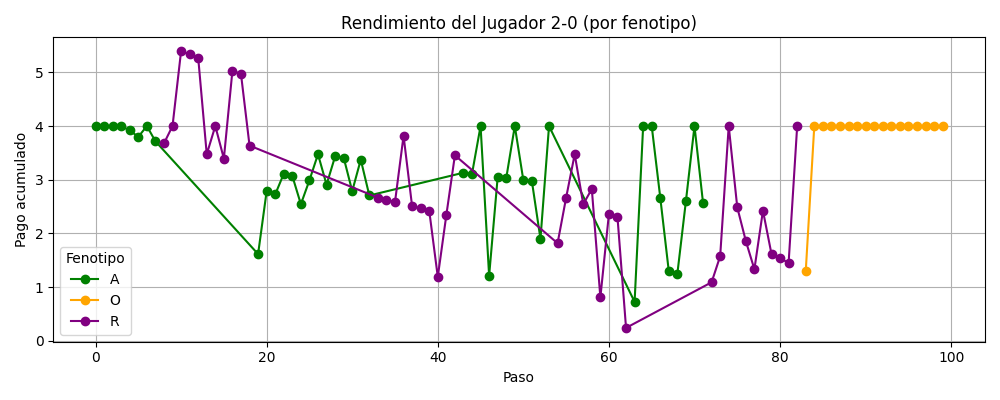 Rendimiento del Jugador 2-0 (por fenotipo)
Pago acumulado
5
4
3
2
1
0
Fenotipo
A
O
R
0 20 40 60 80 100
Paso